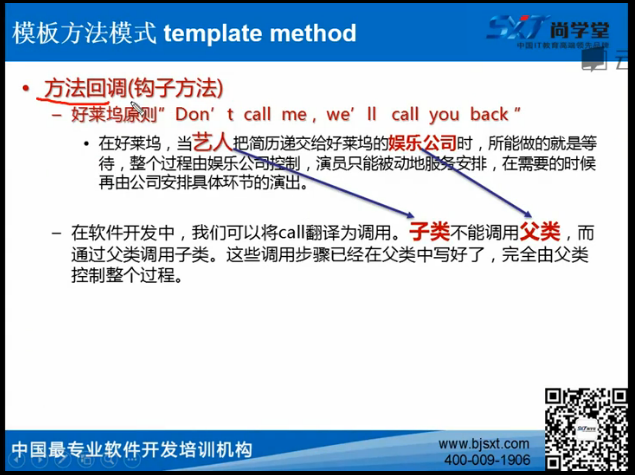 模板方法模式 template method
SXT 尚学堂
中国IT教育高端领先品牌
云
• 方法回调(钩子方法)
– 好莱坞原则”Don’t call me，we’ll call you back ”
• 在好莱坞，当艺人把简历递交给好莱坞的娱乐公司时，所能做的就是等
待，整个过程由娱乐公司控制，演员只能被动地服务安排，在需要的时候
再由公司安排具体环节的演出。
– 在软件开发中，我们可以将call翻译为调用。子类不能调用父类，而
通过父类调用子类。这些调用步骤已经在父类中写好了，完全由父类
控制整个过程。
中国最专业软件开发培训机构
www.bjsxt.com
400-009-1906